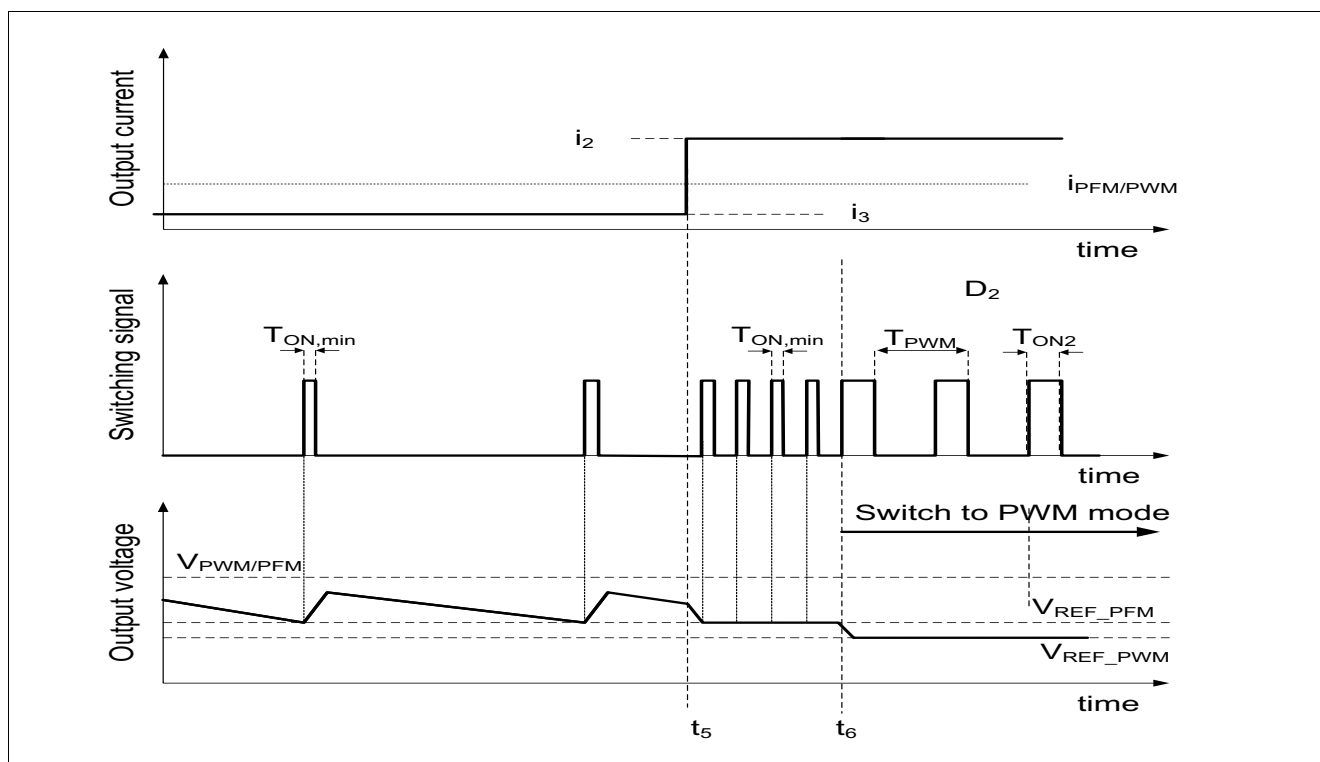 Output current
i2
iPFM/PWM
i3
time
Switching signal
D2
TON,min
TON,min
TPWM
TON2
time
Output voltage
Switch to PWM mode
VPWM/PFM
VREF_PFM
VREF_PWM
time
t5
t6